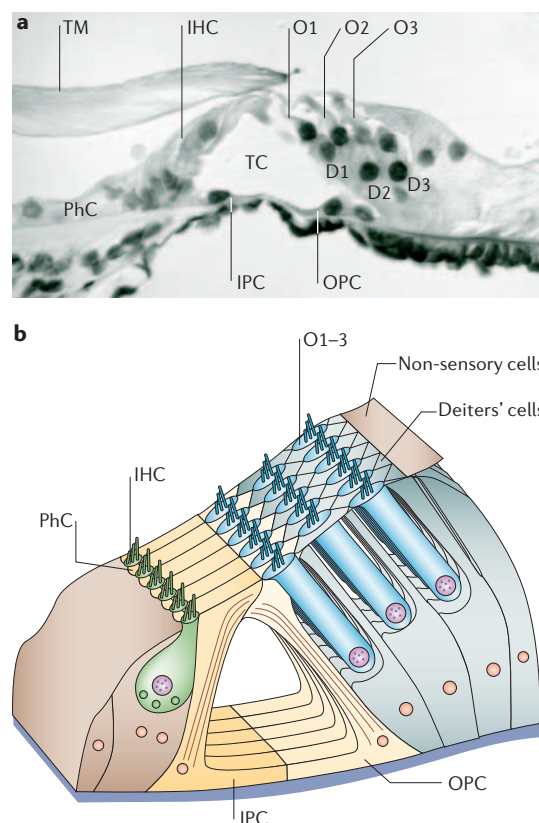 a
TM
IHC
O1
O2
O3
TC
D1
D2
D3
PhC
IPC
OPC
b
O1–3
Non-sensory cells
Deiters' cells
IHC
PhC
OPC
IPC